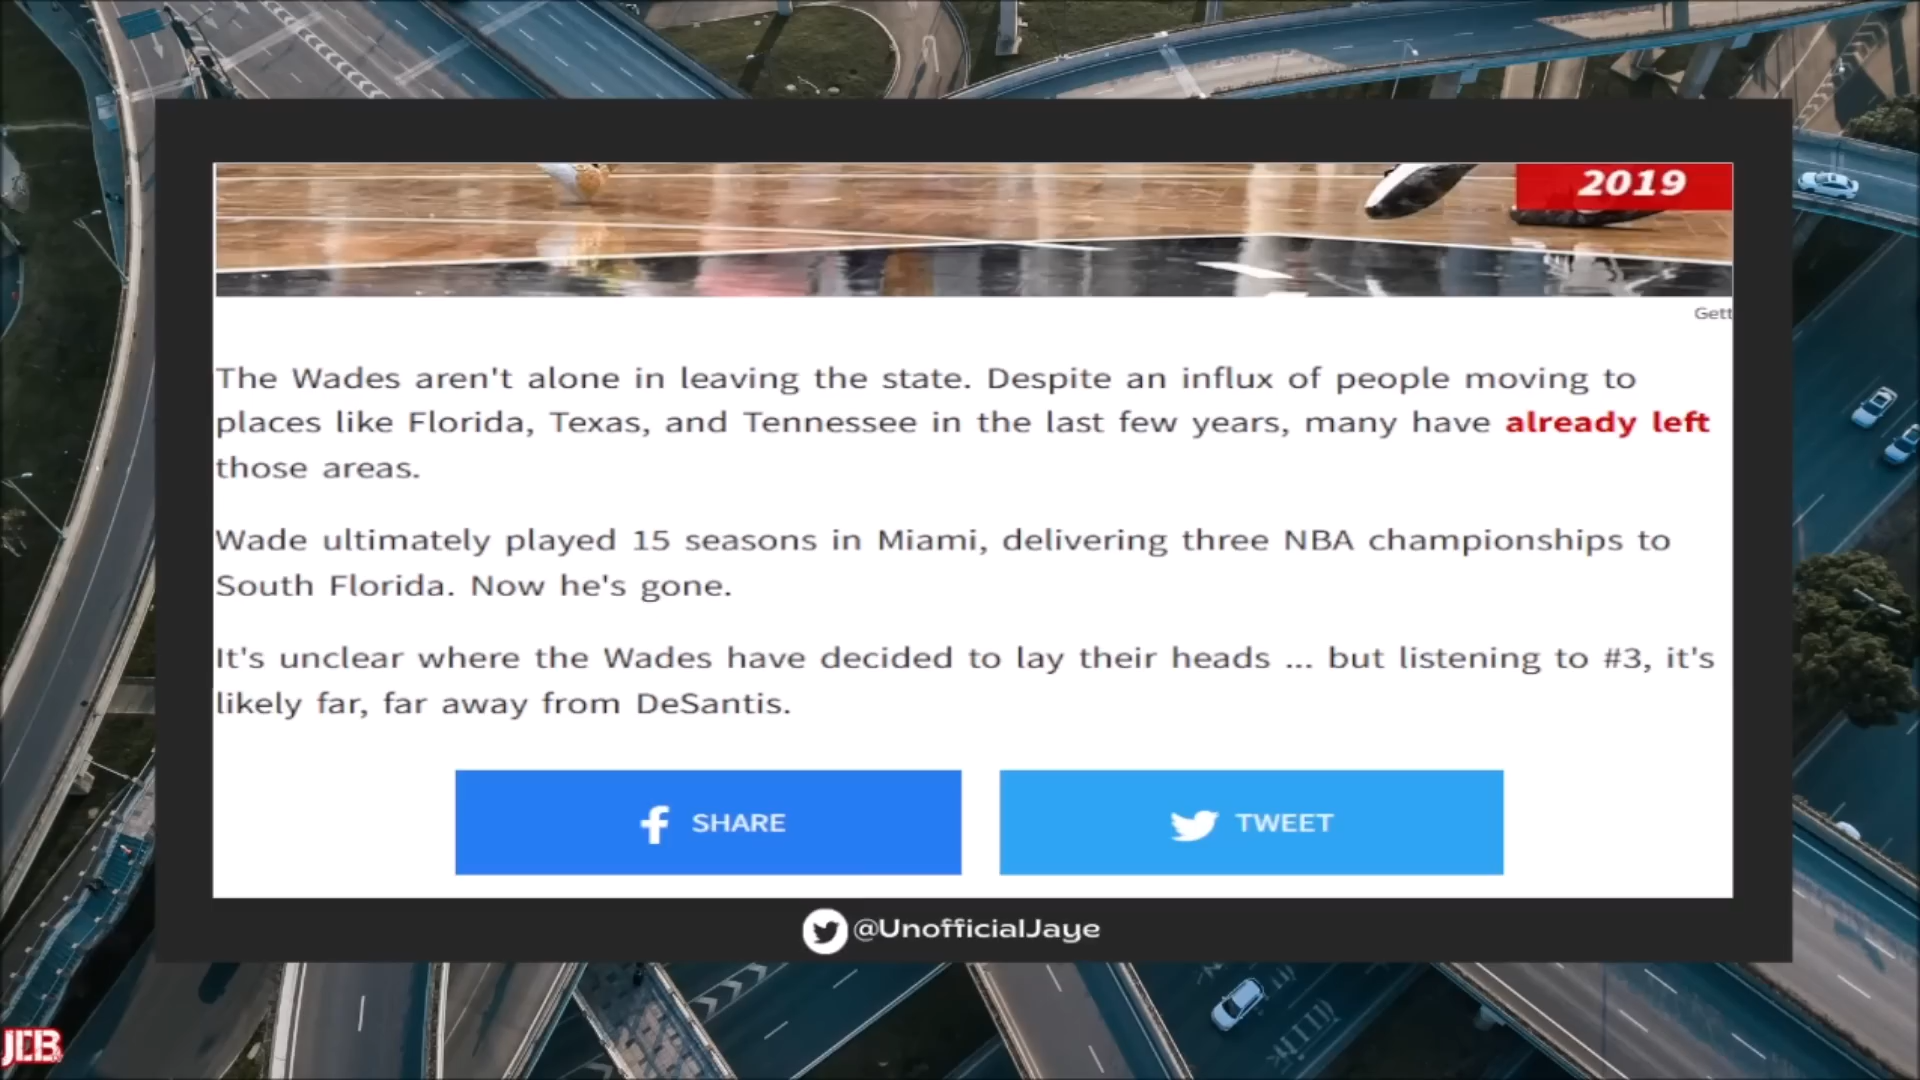 2019
Gett
The Wades aren't alone in leaving the state. Despite an influx of people moving to
places like Florida, Texas, and Tennessee in the last few years, many have already left
those areas.
Wade ultimately played 15 seasons in Miami, delivering three NBA championships to
South Florida. Now he's gone.
It's unclear where the Wades have decided to lay their heads ... but listening to #3, it's
likely far, far away from DeSantis.
SHARE
TWEET
@UnofficialJaye
JEB